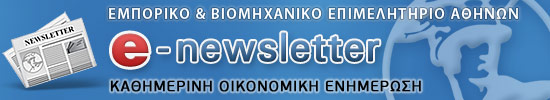 ΕΜΠΟΡΙΚΟ & ΒΙΟΜΗΧΑΝΙΚΟ ΕΠΙΜΕΛΗΤΗΡΙΟ ΑΘΗΝΩΝ
NEWSLETTER
e-newsletter
ΚΑΘΗΜΕΡΙΝΗ ΟΙΚΟΝΟΜΙΚΗ ΕΝΗΜΕΡΩΣΗ